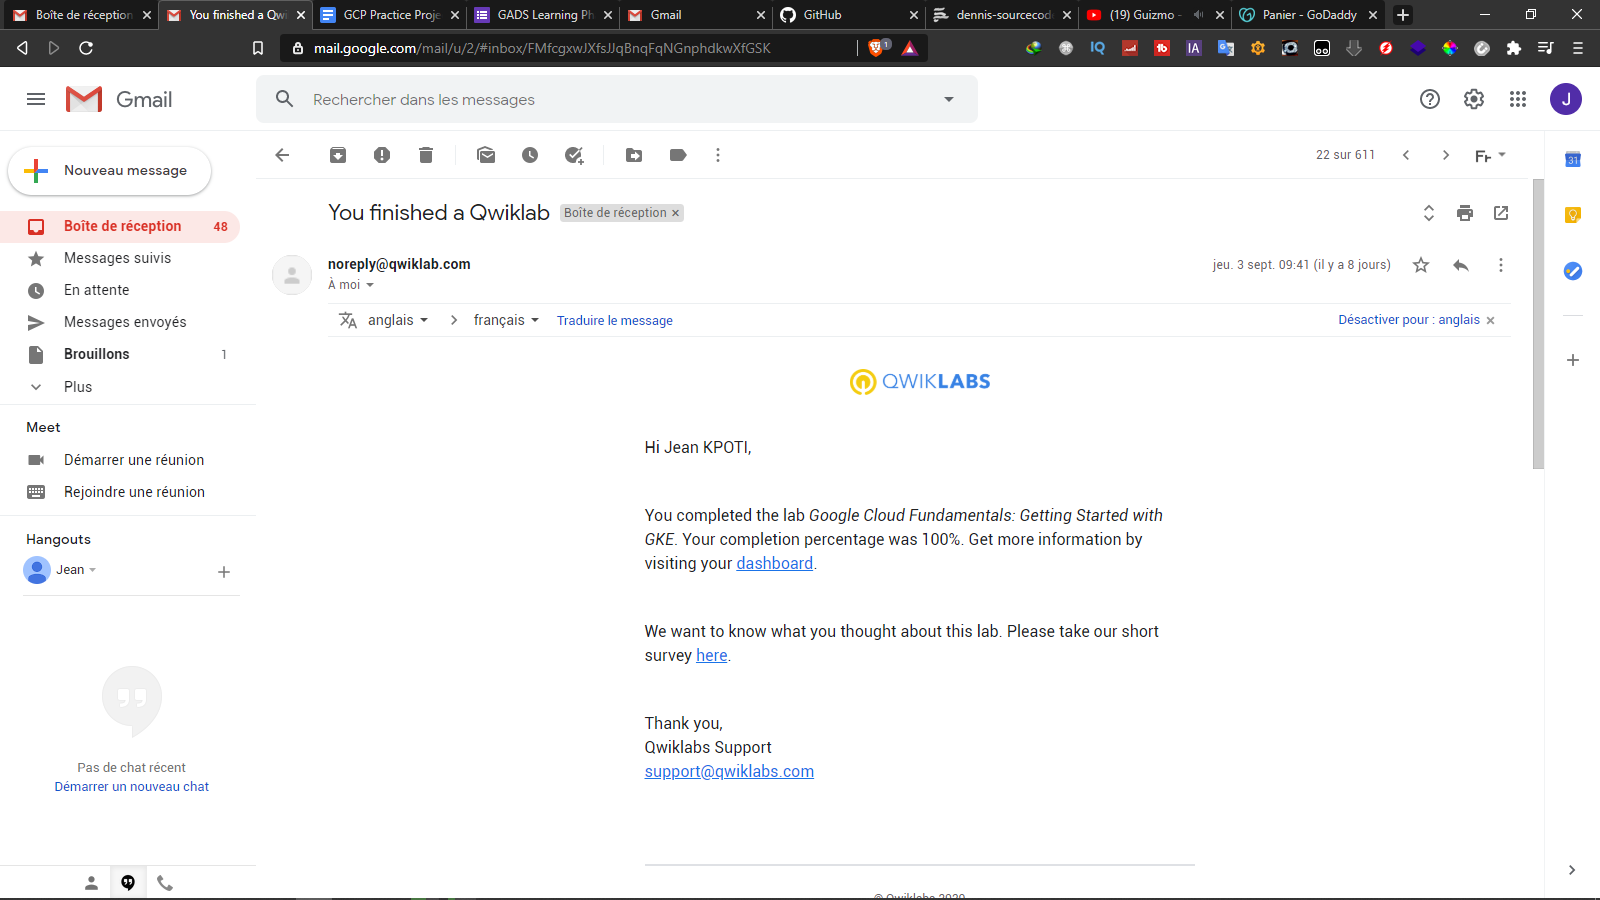 Boîte de réception
You finished a Qwi
GCP Practice Proje
GADS Learning Ph
Gmail
GitHub
dennis-sourcecod
(19) Guizmo -
Panier - GoDaddy
mail.google.com/mail/u/2/#inbox/FMfcgxwJXfsJJqBnqFqNGnphdkwXfGSK
1
IQ
IA
Gmail
Rechercher dans les messages
J
Nouveau message
22 sur 611
31
Boîte de réception 48
Messages suivis
En attente
Messages envoyés
Brouillons 1
Plus
Meet
Démarrer une réunion
Rejoindre une réunion
Hangouts
Jean
Pas de chat récent
Démarrer un nouveau chat
You finished a Qwiklab Boîte de réception
noreply@qwiklab.com jeu. 3 sept. 09:41 (il y a 8 jours)
À moi
anglais français Traduire le message Désactiver pour : anglais
QWIKLABS
Hi Jean KPOTI,
You completed the lab Google Cloud Fundamentals: Getting Started with
GKE. Your completion percentage was 100%. Get more information by
visiting your dashboard.
We want to know what you thought about this lab. Please take our short
survey here.
Thank you,
Qwiklabs Support
support@qwiklabs.com
© Qwiklabs 2020